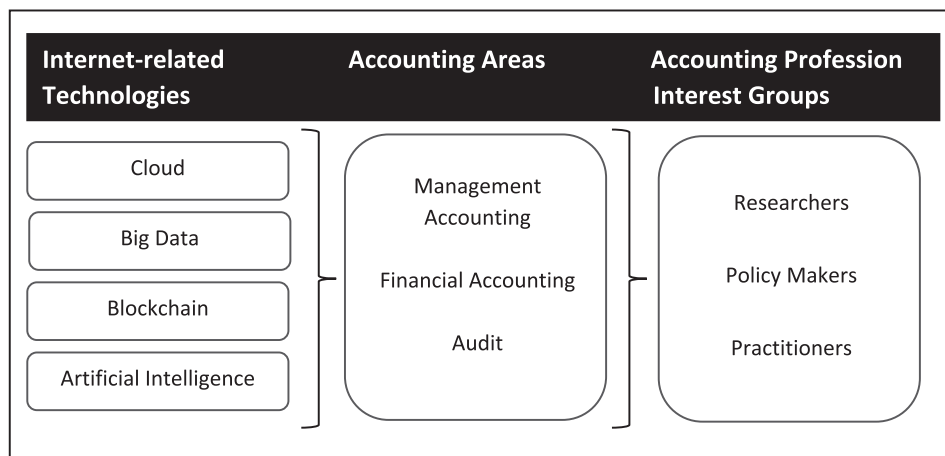 Internet-related
Technologies
Accounting Areas
Accounting Profession
Interest Groups
Cloud
Big Data
Blockchain
Artificial Intelligence
Management
Accounting
Financial Accounting
Audit
Researchers
Policy Makers
Practitioners